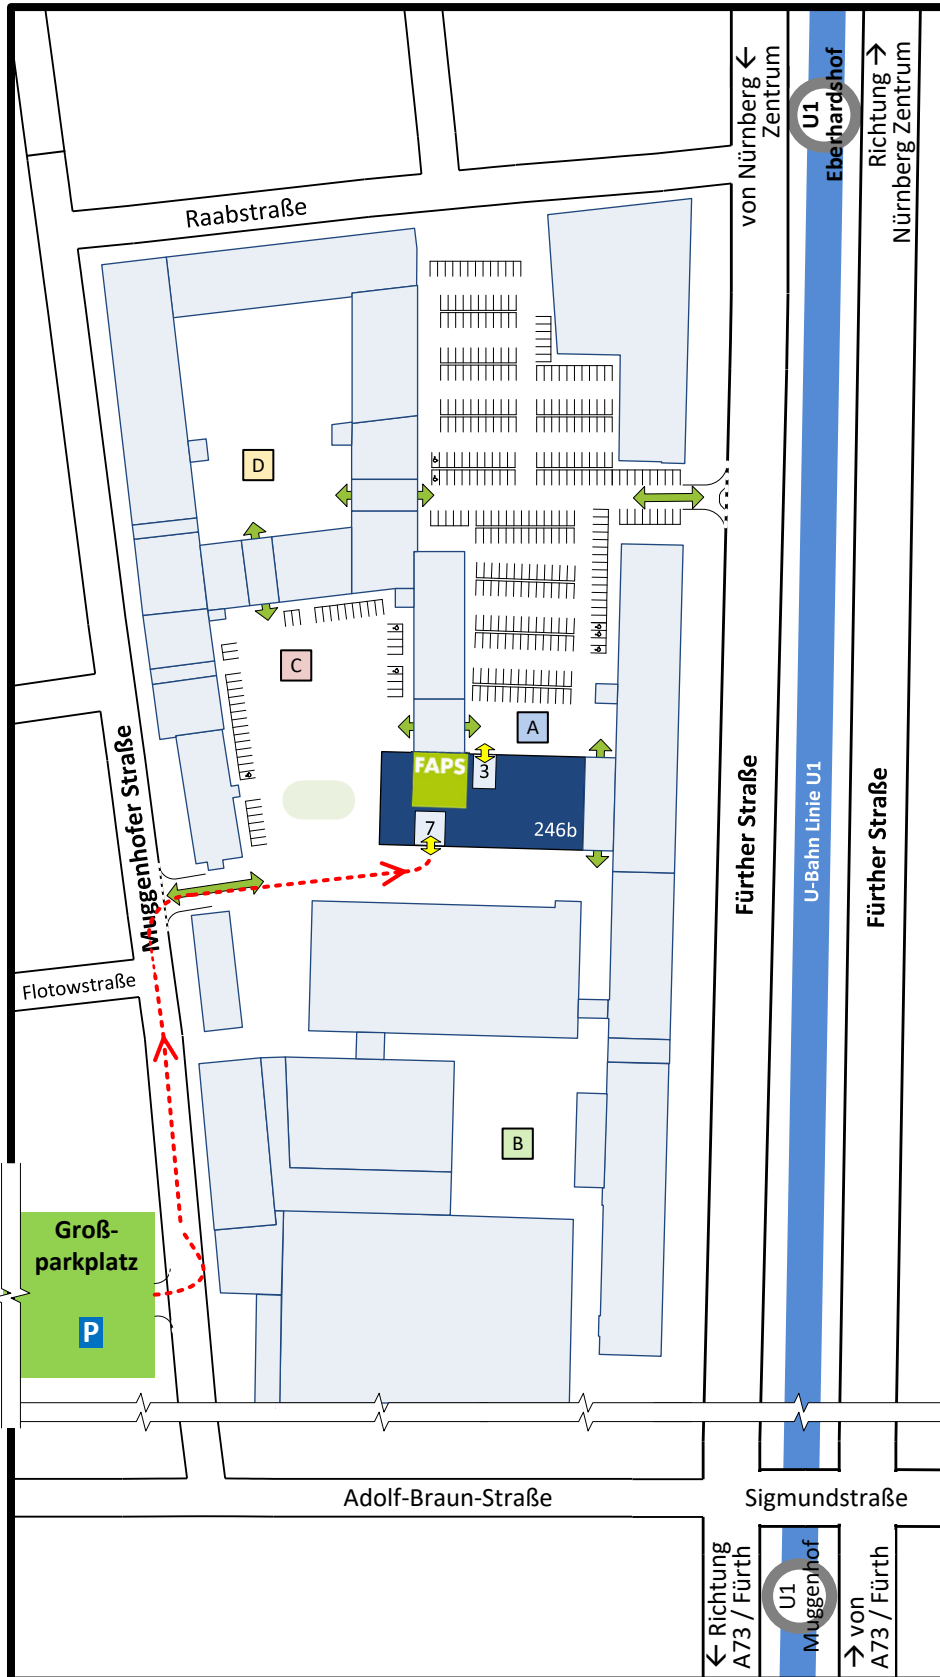 von Nürnberg ←
Zentrum
U1
Eberhardshof
Richtung →
Nürnberg Zentrum
Raabstraße
D
C
A
FAPS
3
7
246b
Muggenhofer Straße
Fürther Straße
U-Bahn Linie U1
Fürther Straße
Flotowstraße
B
Groß-
parkplatz
P
Adolf-Braun-Straße
Sigmundstraße
← Richtung
A73 / Fürth
U1
Muggenhof
→ von
A73 / Fürth